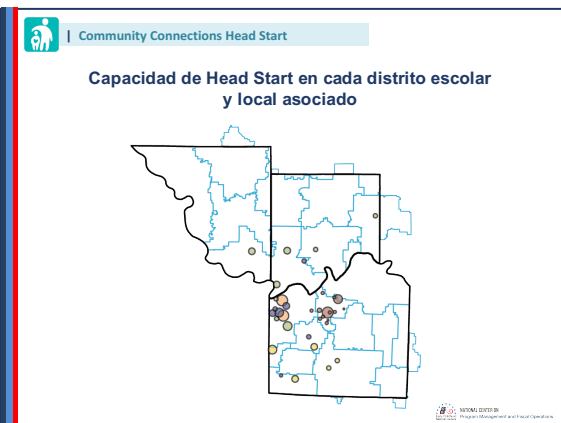 | Community Connections Head Start
Capacidad de Head Start en cada distrito escolar
y local asociado
NATIONAL CENTER ON
Program Management and Fiscal Operations